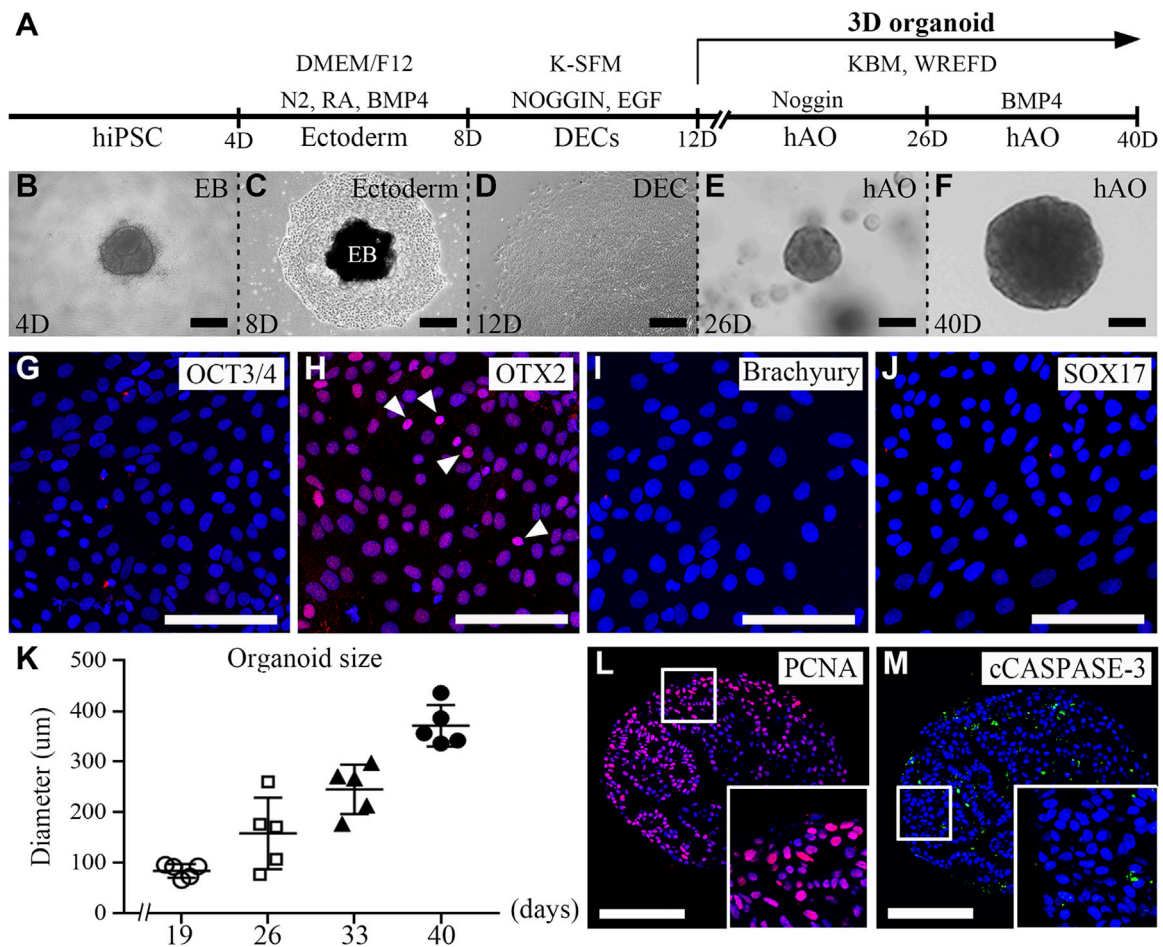 A
3D organoid
DMEM/F12 K-SFM KBM, WREFD
N2, RA, BMP4 NOGGIN, EGF Noggin BMP4
hiPSC 4D Ectoderm 8D DECs 12D hAO 26D hAO 40D
B EB C Ectoderm D DEC E hAO F hAO
EB
4D 8D 12D 26D 40D
G OCT3/4 H OTX2 I Brachyury J SOX17
K Organoid size L PCNA M cCASPASE-3
Diameter (um)
500
400
300
200
100
0
(days)
19 26 33 40